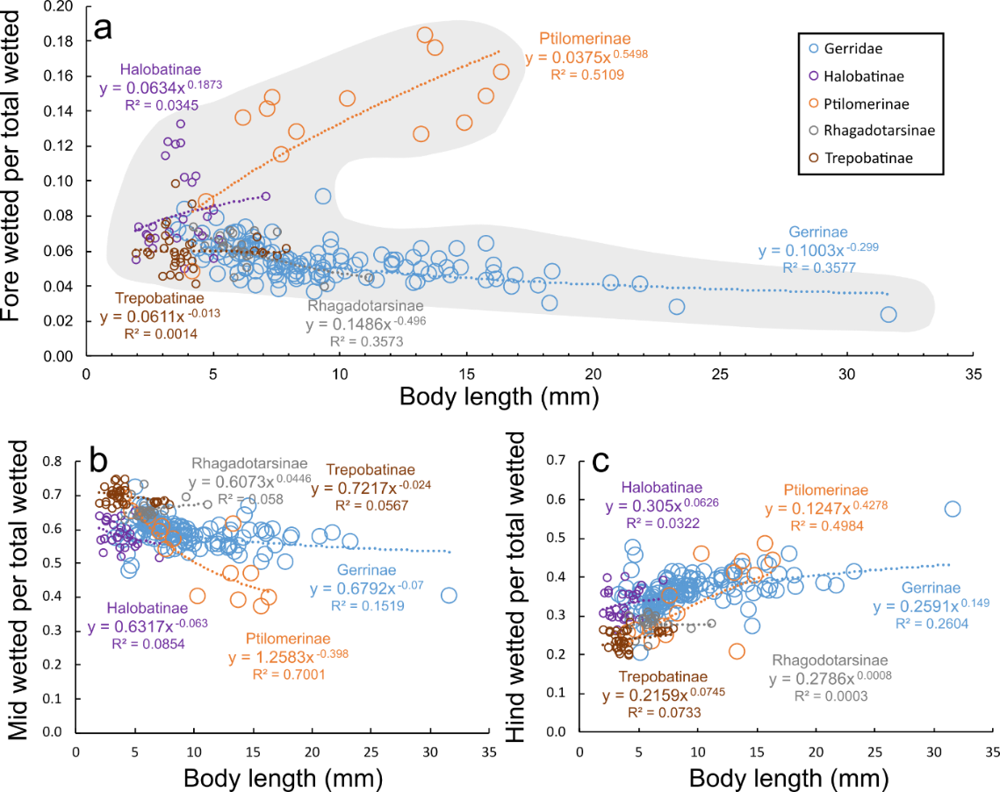 a
Fore wetted per total wetted
0.20
0.18
0.16
0.14
0.12
0.10
0.08
0.06
0.04
0.02
0.00
Halobatinae
y = 0.0634x^0.1873
R² = 0.0345
Ptilomerinae
y = 0.0375x^0.5498
R² = 0.5109
Gerridae
Halobatinae
Ptilomerinae
Rhagadotarsinae
Trepobatinae
Gerrinae
y = 0.1003x^-0.299
R² = 0.3577
Trepobatinae
y = 0.0611x^-0.013
R² = 0.0014
Rhagadotarsinae
y = 0.1486x^-0.496
R² = 0.3573
0 5 10 15 20 25 30 35
Body length (mm)
b
Mid wetted per total wetted
0.8
0.7
0.6
0.5
0.4
0.3
0.2
0.1
0.0
Rhagadotarsinae
y = 0.6073x^0.0446
R² = 0.058
Trepobatinae
y = 0.7217x^-0.024
R² = 0.0567
Gerrinae
y = 0.6792x^-0.07
R² = 0.1519
Halobatinae
y = 0.6317x^-0.063
R² = 0.0854
Ptilomerinae
y = 1.2583x^-0.398
R² = 0.7001
0 5 10 15 20 25 30 35
Body length (mm)
c
Hind wetted per total wetted
0.7
0.6
0.5
0.4
0.3
0.2
0.1
0.0
Halobatinae
y = 0.305x^0.0626
R² = 0.0322
Ptilomerinae
y = 0.1247x^0.4278
R² = 0.4984
Gerrinae
y = 0.2591x^0.149
R² = 0.2604
Trepobatinae
y = 0.2159x^0.0745
R² = 0.0733
Rhagodotarsinae
y = 0.2786x^0.0008
R² = 0.0003
0 5 10 15 20 25 30 35
Body length (mm)